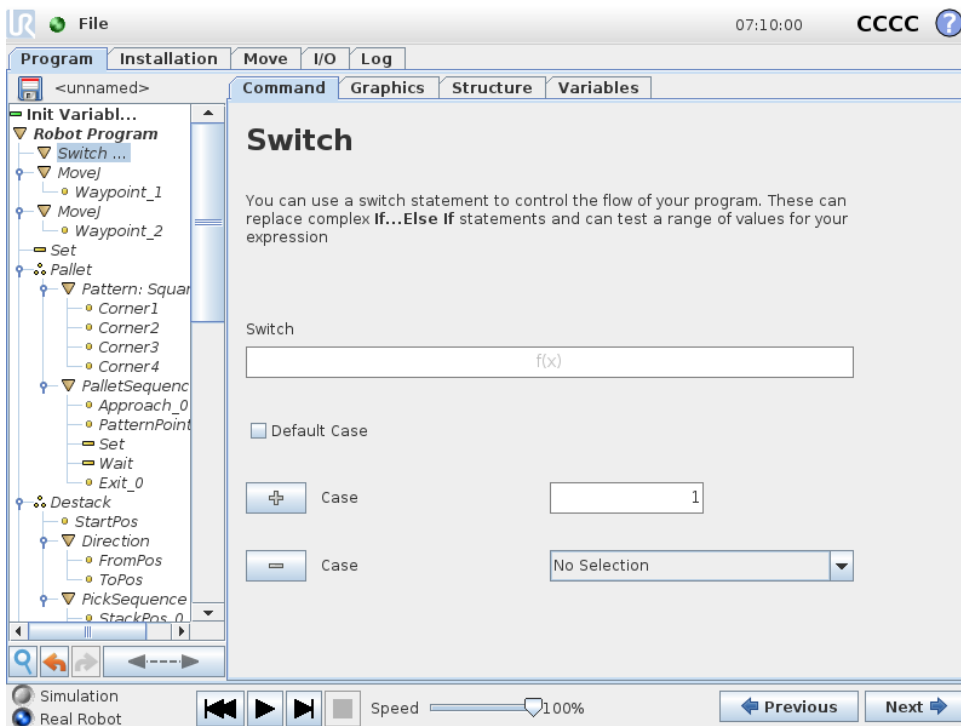 UR File 07:10:00 CCCC ?
Program Installation Move I/O Log
<unnamed>
Command Graphics Structure Variables
Init Variabl...
Robot Program
Switch ...
MoveJ
Waypoint_1
MoveJ
Waypoint_2
Set
Pallet
Pattern: Squar
Corner1
Corner2
Corner3
Corner4
PalletSequenc
Approach_0
PatternPoint
Set
Wait
Exit_0
Destack
StartPos
Direction
FromPos
ToPos
PickSequence
StackPos_0
Switch
You can use a switch statement to control the flow of your program. These can
replace complex If...Else If statements and can test a range of values for your
expression
Switch
f(x)
Default Case
Case 1
Case No Selection
Simulation
Real Robot
Speed 100%
Previous Next